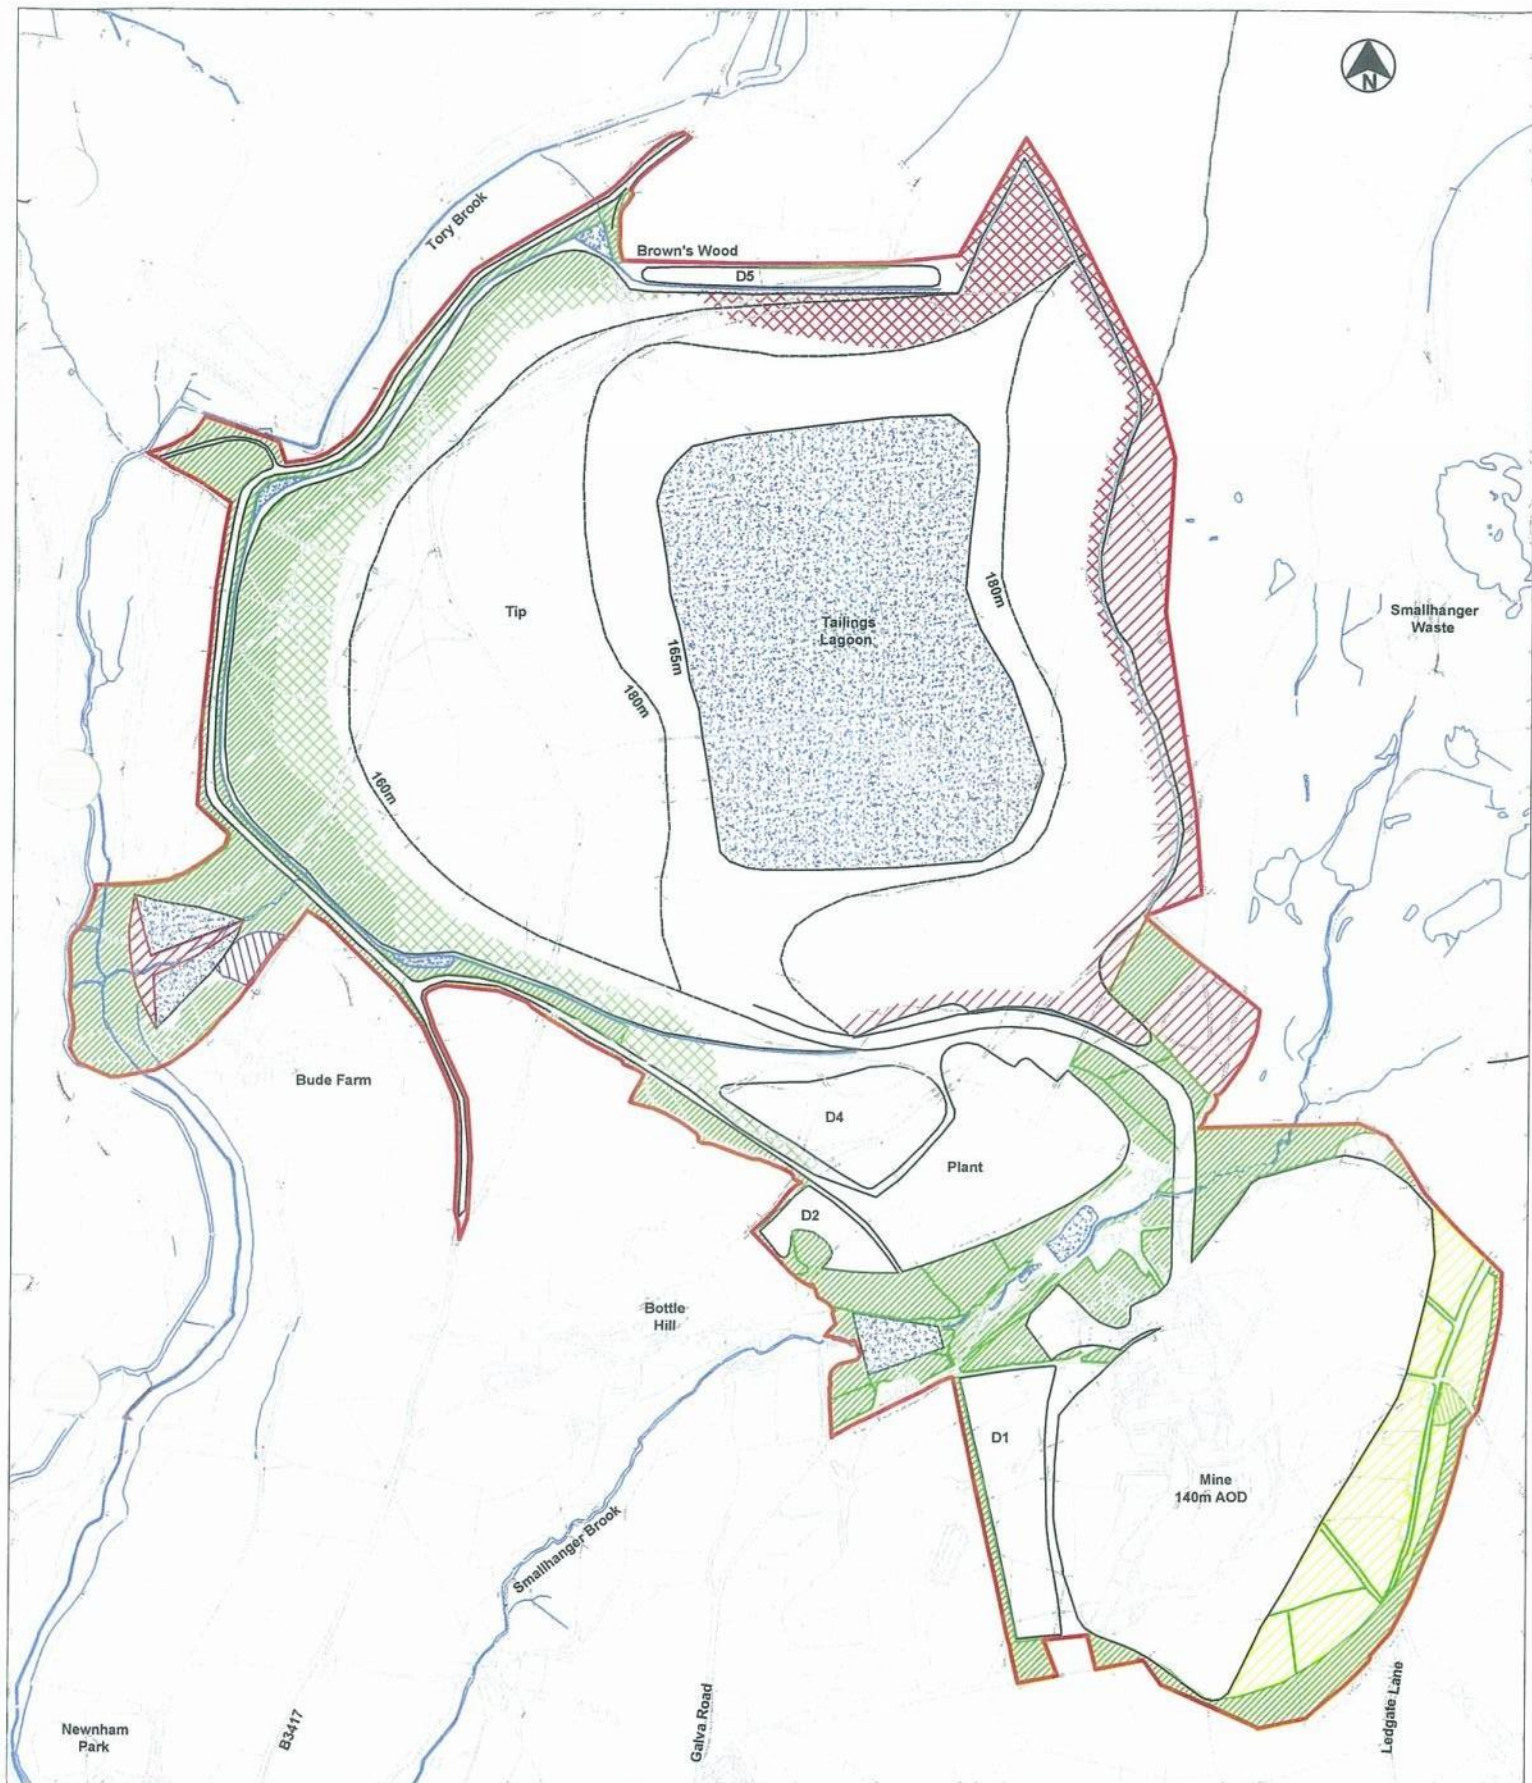 N
Tory Brook
Brown's Wood
D5
Tip
Tailings
Lagoon
180m
165m
180m
160m
Smallhanger
Waste
Bude Farm
D4
Plant
D2
Bottle
Hill
D1
Mine
140m AOD
Smallhanger Brook
Newnham
Park
B3417
Galva Road
Ledgate Lane